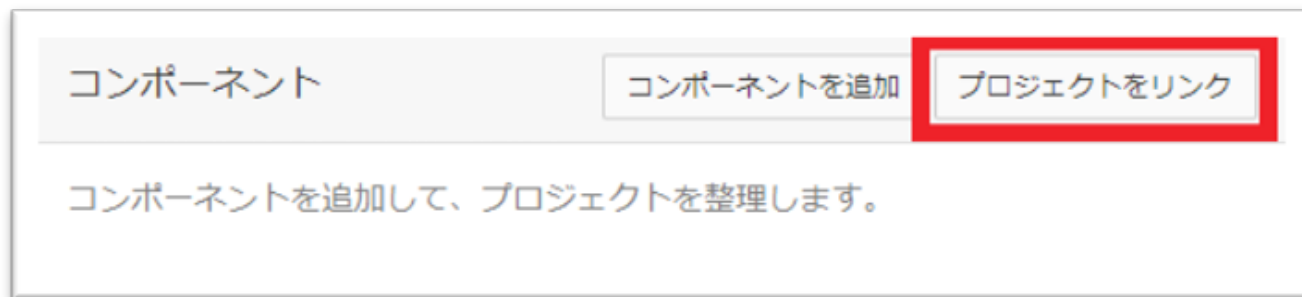 コンポーネント コンポーネントを追加 プロジェクトをリンク
コンポーネントを追加して、プロジェクトを整理します。